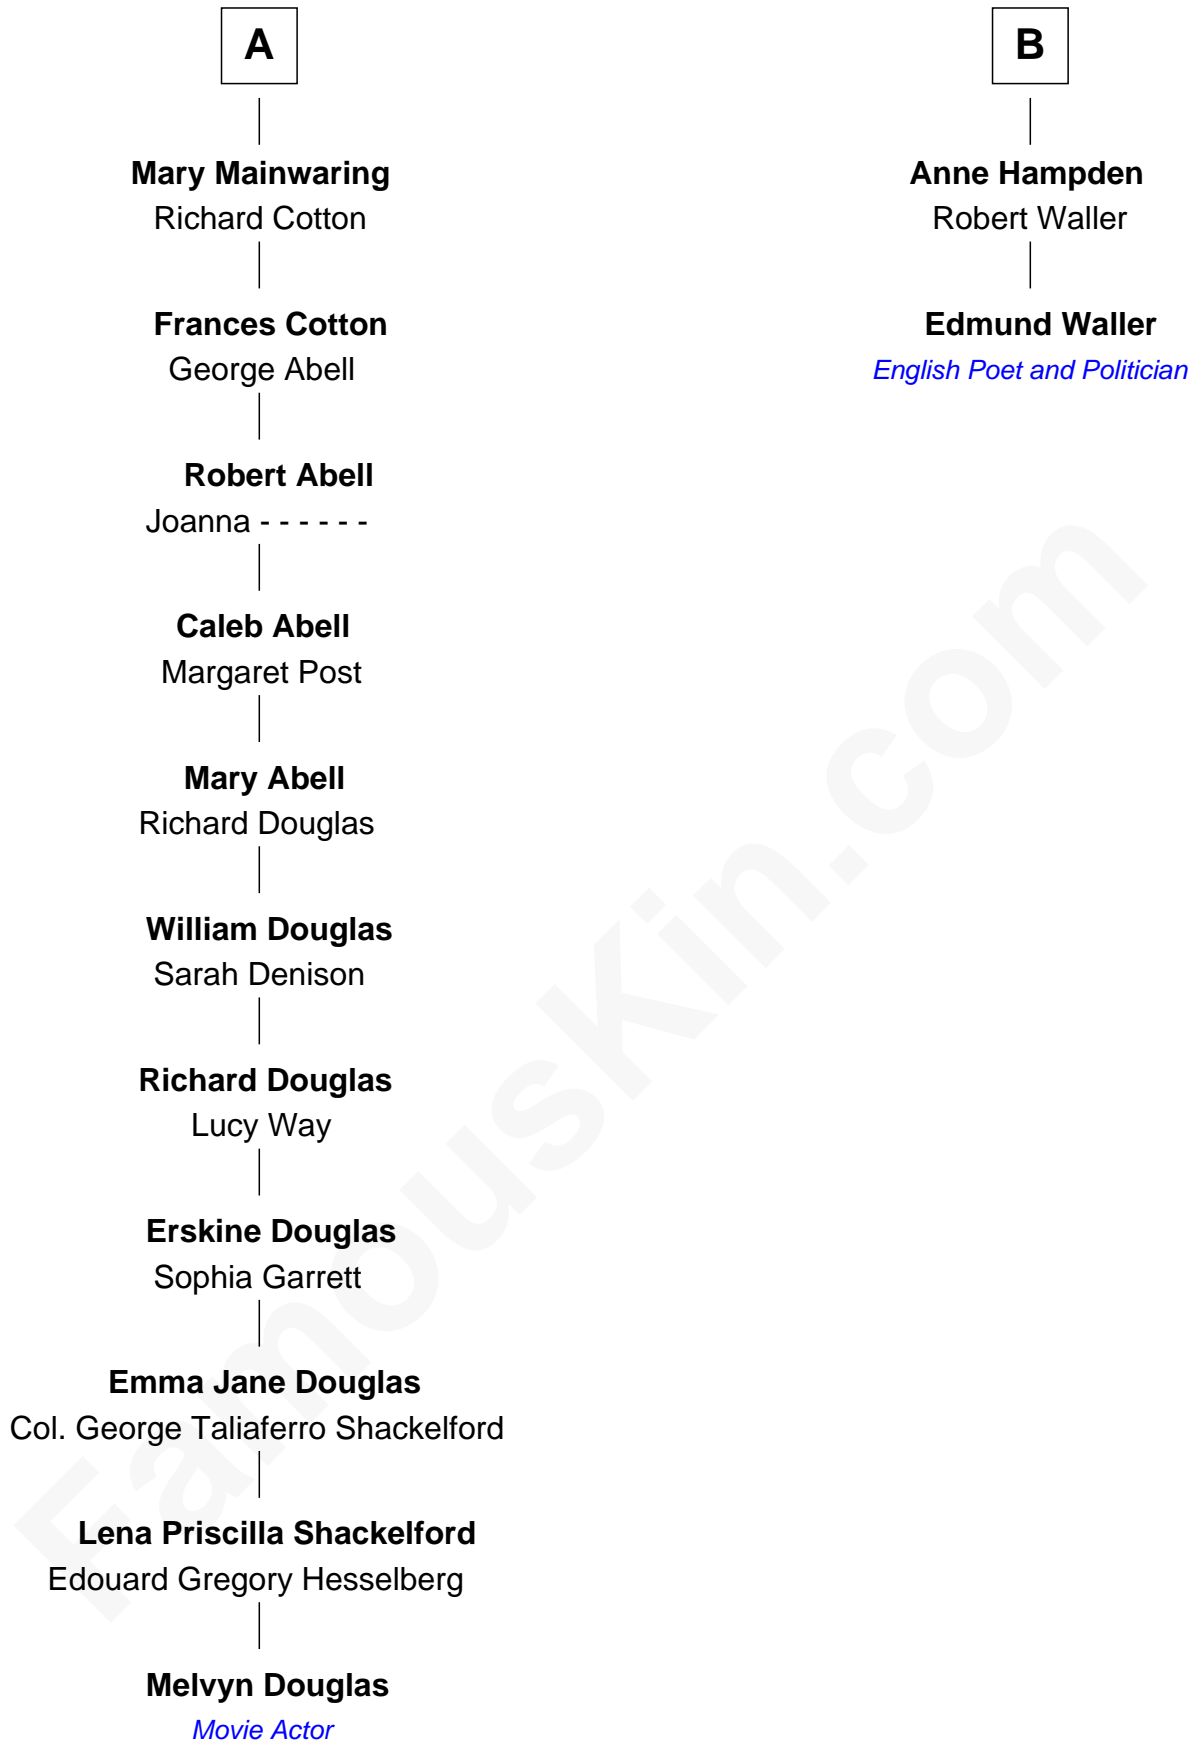 A
Mary Mainwaring
Richard Cotton
Frances Cotton
George Abell
Robert Abell
Joanna - - - - - -
Caleb Abell
Margaret Post
Mary Abell
Richard Douglas
William Douglas
Sarah Denison
Richard Douglas
Lucy Way
Erskine Douglas
Sophia Garrett
Emma Jane Douglas
Col. George Taliaferro Shackelford
Lena Priscilla Shackelford
Edouard Gregory Hesselberg
Melvyn Douglas
Movie Actor
B
Anne Hampden
Robert Waller
Edmund Waller
English Poet and Politician
FamousKin.com